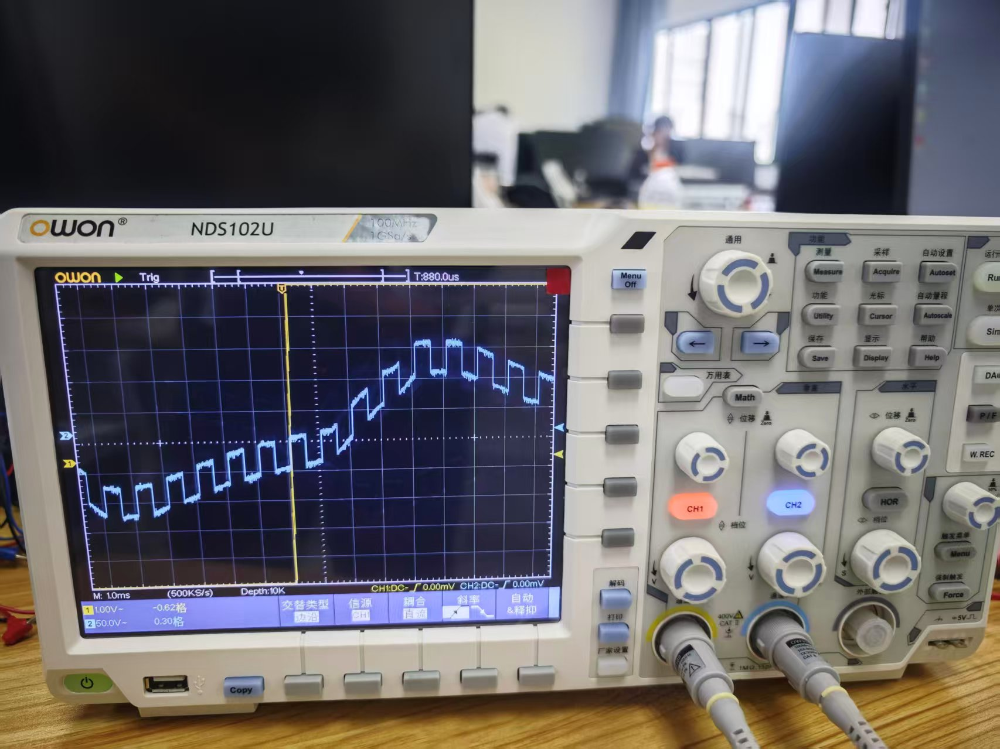 OWON® NDS102U 100MHz
1GSa/s
owon Trig T:880.0us
T
2
1
M: 1.0ms (500KS/s) Depth:10K CH1:DC- 0.00mV CH2:DC- 0.00mV
1 1.00V~ -0.62格
2 50.0V~ 0.30格
交替类型 信源 耦合 斜率 自动
边沿 CH1 直流 &释抑
Menu
Off
Copy
通用
← →
功能
测量 采样 自动设置
Measure Acquire Autoset
功能 光标 自动量程
Utility Cursor Autoscale
保存 显示 帮助
Save Display Help
运行
Ru
单次
Sin
万用表
Math
垂直
水平
位移 Zero
位移 Zero
P/F
W.REC
CH1 CH2
HOR
档位
档位
50%
触发菜单
Menu
强制触发
Force
V V S
解码
打印
厂家设置
400V
CAT II
≎5V